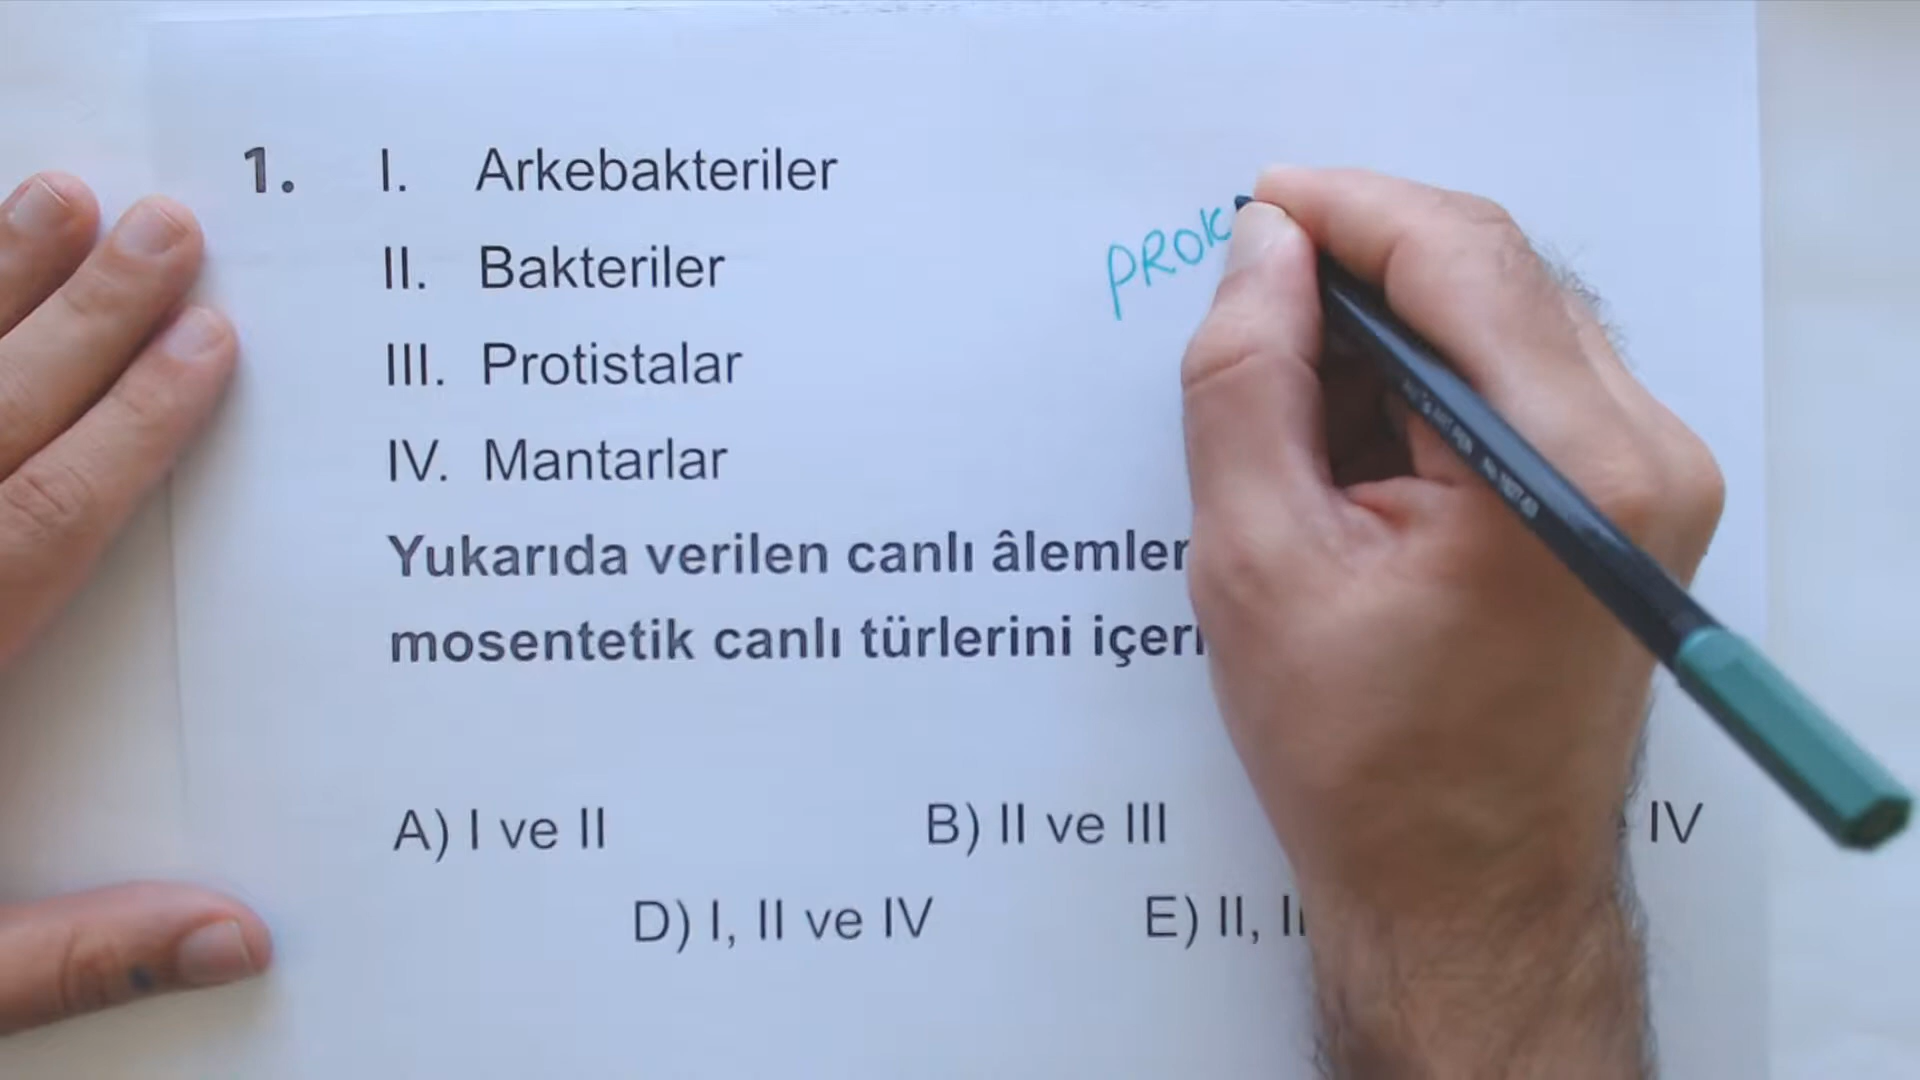 1. I. Arkebakteriler
PROK
II. Bakteriler
III. Protistalar
IV. Mantarlar
Yukarıda verilen canlı âlemler
mosentetik canlı türlerini
A) I ve II B) II ve III IV
D) I, II ve IV E) II,